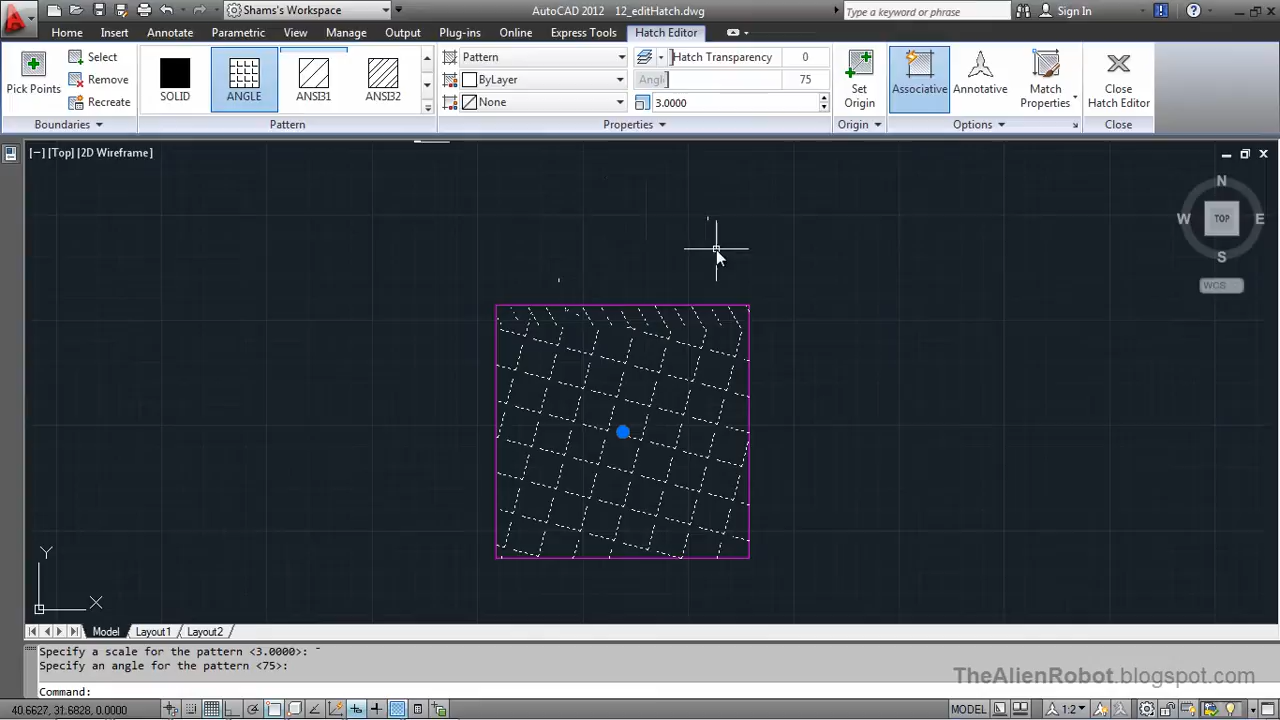 Shams's Workspace
AutoCAD 2012 12_editHatch.dwg
Type a keyword or phrase
Sign In
Home Insert Annotate Parametric View Manage Output Plug-ins Online Express Tools Hatch Editor
Pick Points
Select
Remove
Recreate
Boundaries
SOLID ANGLE ANSI31 ANSI32
Pattern
Pattern
ByLayer
None
Hatch Transparency 0
Angle 75
3.0000
Properties
Set Origin
Origin
Associative
Annotative
Match Properties
Options
Close Hatch Editor
Close
[−] [Top] [2D Wireframe]
N
W TOP E
S
WCS
Y
X
Model Layout1 Layout2
Specify a scale for the pattern <3.0000>:
Specify an angle for the pattern <75>:
Command:
TheAlienRobot.blogspot.com
40.6627, 31.6828, 0.0000
MODEL
1:2